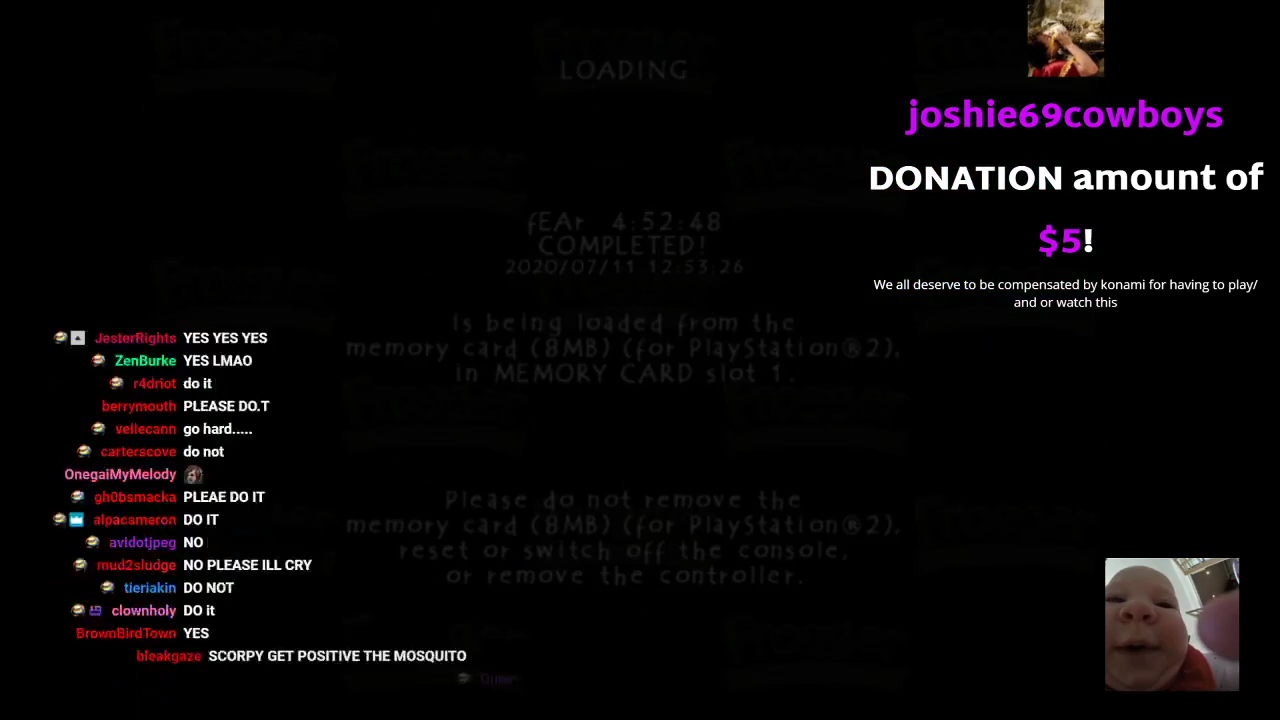 LOADING
fEAr 4:52:48
COMPLETED!
2020/07/11 12:53:26
Is being loaded from the
memory card (8MB) (for PlayStation®2),
in MEMORY CARD slot 1.
Please do not remove the
memory card (8MB) (for PlayStation®2),
reset or switch off the console,
or remove the controller.
joshie69cowboys
DONATION amount of
$5!
We all deserve to be compensated by konami for having to play/
and or watch this
JesterRights YES YES YES
ZenBurke YES LMAO
r4driot do it
berrymouth PLEASE DO.T
vellecann go hard.....
carterscove do not
OnegaiMyMelody
gh0bsmacka PLEAE DO IT
alpacameron DO IT
avidotjpeg NO
mud2sludge NO PLEASE ILL CRY
tieriakin DO NOT
clownholy DO it
BrownBirdTown YES
bleakgaze SCORPY GET POSITIVE THE MOSQUITO